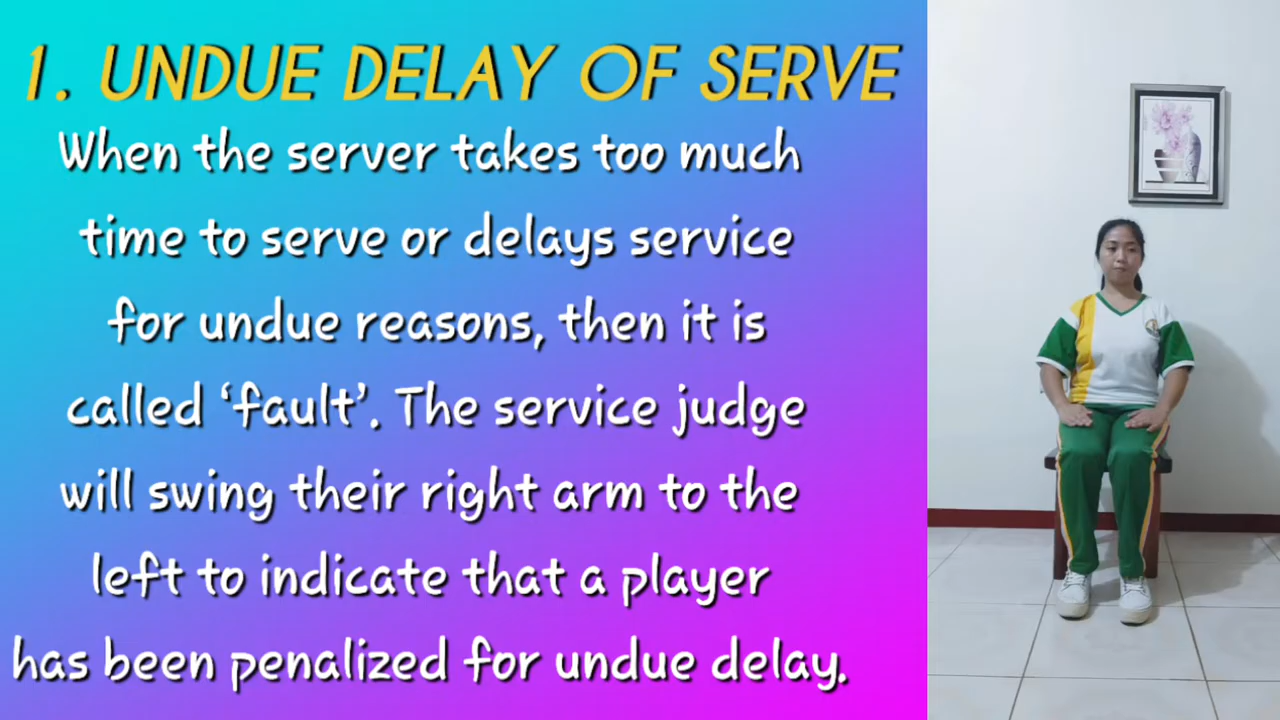 1. UNDUE DELAY OF SERVE
When the server takes too much
time to serve or delays service
for undue reasons, then it is
called ‘fault’. The service judge
will swing their right arm to the
left to indicate that a player
has been penalized for undue delay.